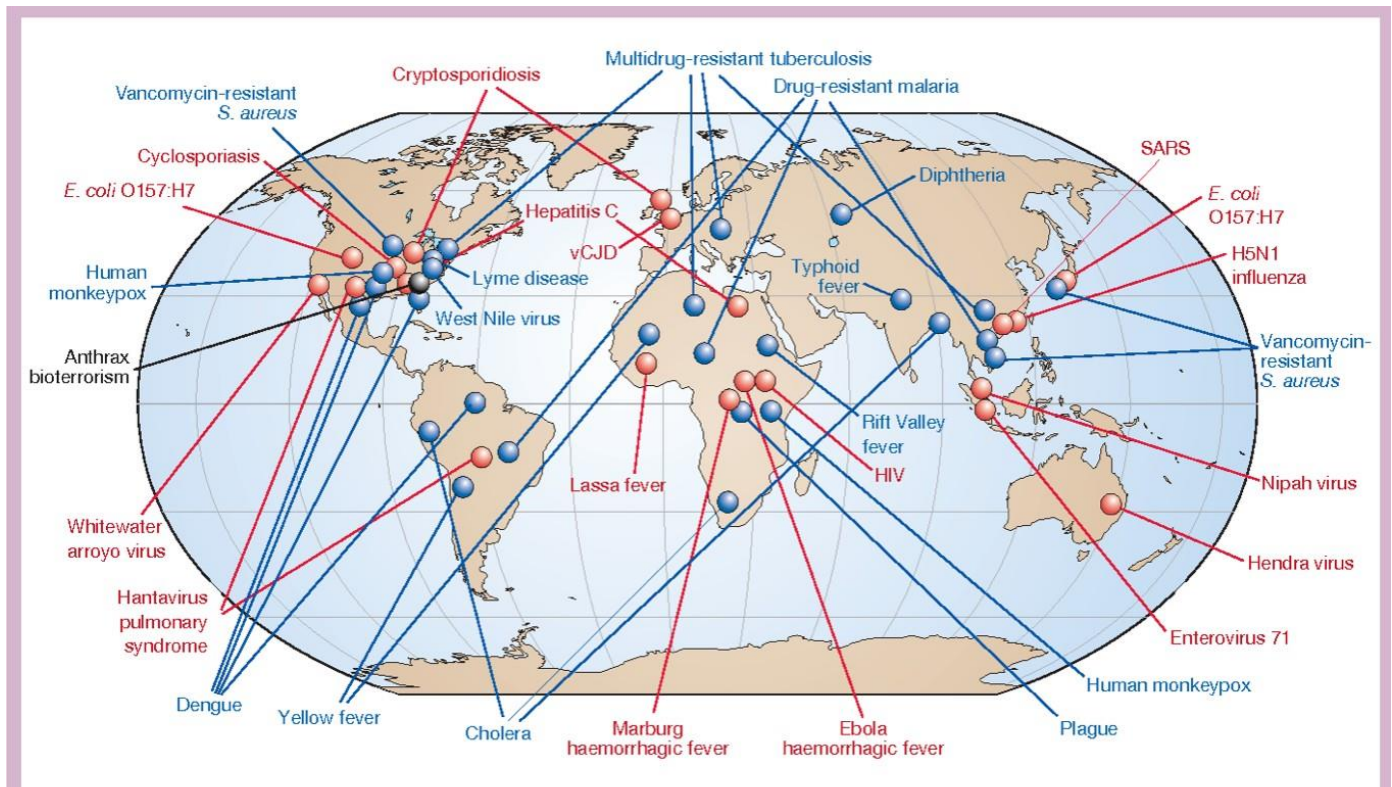 Multidrug-resistant tuberculosis
Cryptosporidiosis
Drug-resistant malaria
Vancomycin-resistant
S. aureus
SARS
Cyclosporiasis
Diphtheria
E. coli O157:H7
E. coli
O157:H7
Hepatitis C
vCJD
H5N1
influenza
Human
monkeypox
Lyme disease
Typhoid
fever
West Nile virus
Vancomycin-
resistant
S. aureus
Anthrax
bioterrorism
Rift Valley
fever
HIV
Lassa fever
Nipah virus
Whitewater
arroyo virus
Hendra virus
Hantavirus
pulmonary
syndrome
Enterovirus 71
Human monkeypox
Dengue
Yellow fever
Cholera
Marburg
haemorrhagic fever
Ebola
haemorrhagic fever
Plague